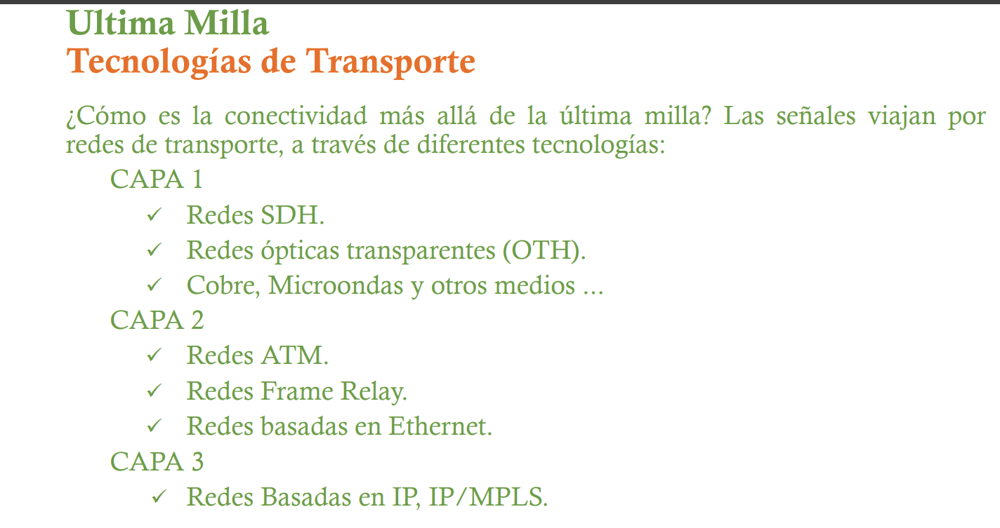 Ultima Milla
Tecnologías de Transporte
¿Cómo es la conectividad más allá de la última milla? Las señales viajan por
redes de transporte, a través de diferentes tecnologías:
CAPA 1
✓ Redes SDH.
✓ Redes ópticas transparentes (OTH).
✓ Cobre, Microondas y otros medios …
CAPA 2
✓ Redes ATM.
✓ Redes Frame Relay.
✓ Redes basadas en Ethernet.
CAPA 3
✓ Redes Basadas en IP, IP/MPLS.